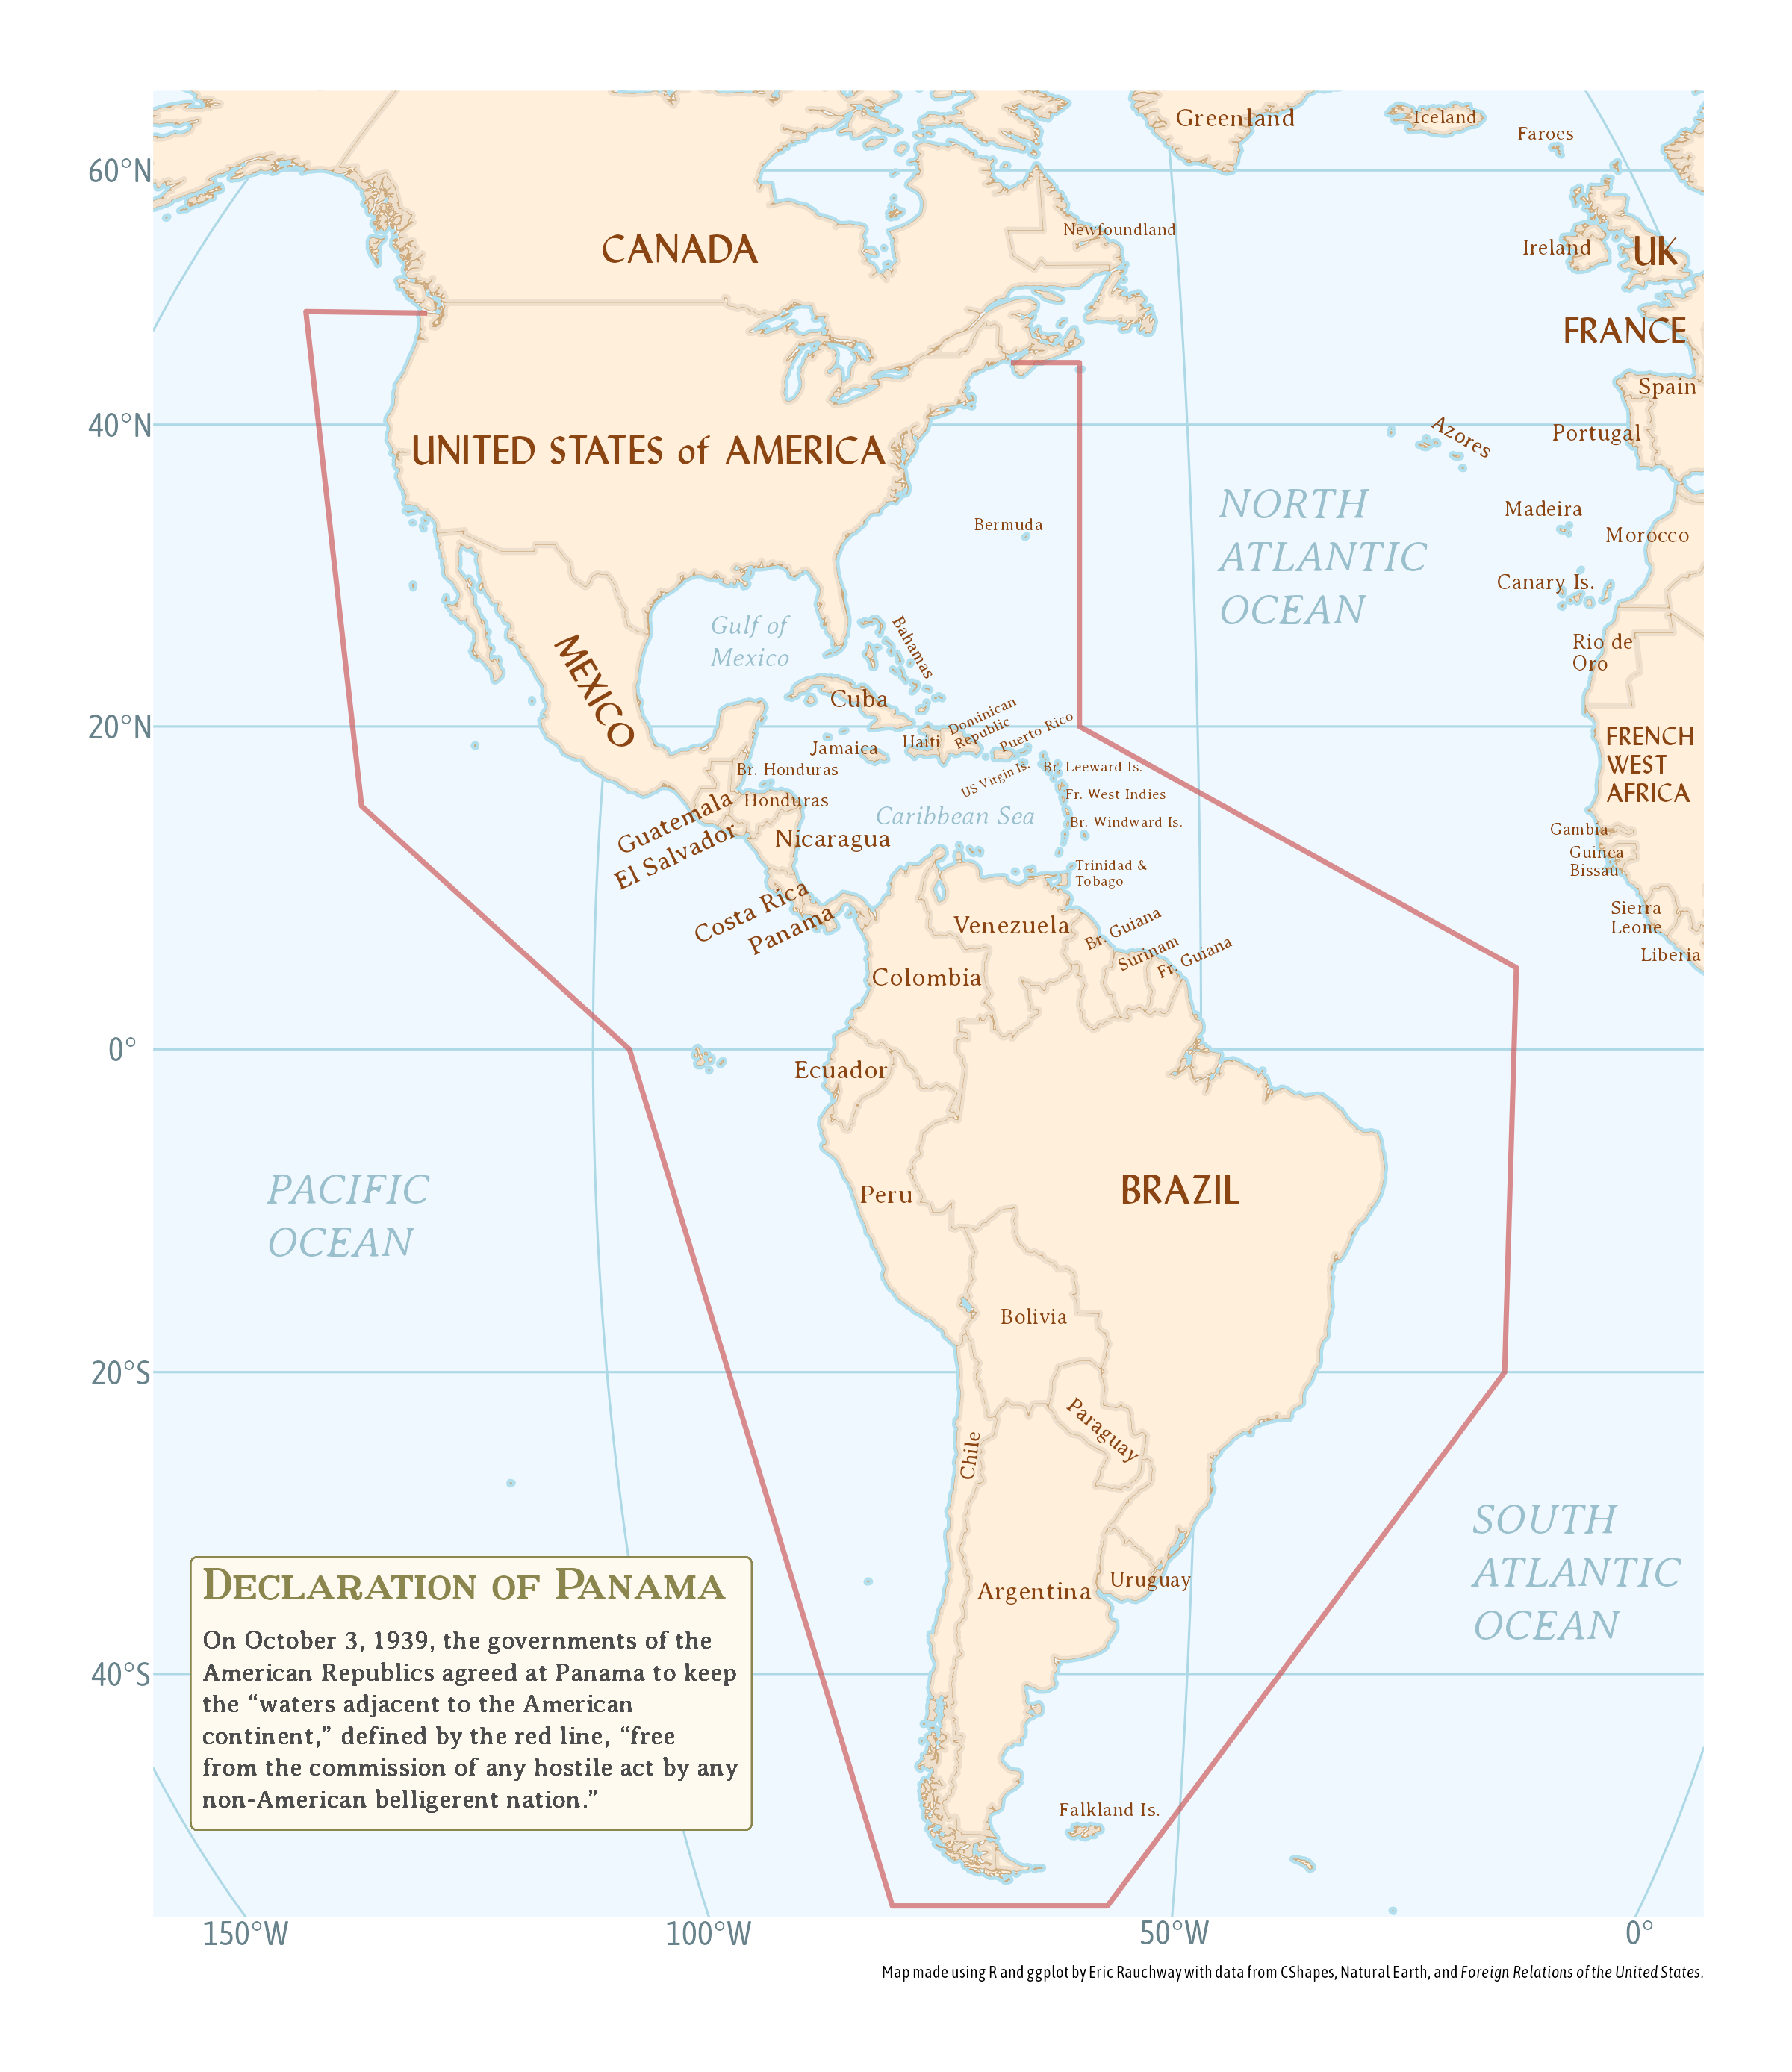 Greenland
Iceland
Faroes
60°N
Newfoundland
CANADA
Ireland
UK
FRANCE
Spain
40°N
Azores
Portugal
UNITED STATES of AMERICA
NORTH
ATLANTIC
OCEAN
Madeira
Bermuda
Morocco
Canary Is.
Gulf of
Mexico
Bahamas
Rio de
Oro
MEXICO
Cuba
20°N
Dominican
Republic
Puerto Rico
Haiti
Jamaica
FRENCH
WEST
AFRICA
Br. Honduras
US Virgin Is.
Br. Leeward Is.
Fr. West Indies
Honduras
Guatemala
Caribbean Sea
Br. Windward Is.
El Salvador
Nicaragua
Gambia
Guinea-
Bissau
Trinidad &
Tobago
Costa Rica
Panama
Venezuela
Br. Guiana
Surinam
Fr. Guiana
Sierra
Leone
Liberia
Colombia
0°
Ecuador
PACIFIC
OCEAN
Peru
BRAZIL
Bolivia
20°S
Paraguay
Chile
SOUTH
ATLANTIC
OCEAN
Uruguay
Argentina
DECLARATION OF PANAMA
On October 3, 1939, the governments of the
American Republics agreed at Panama to keep
the “waters adjacent to the American
continent,” defined by the red line, “free
from the commission of any hostile act by any
non-American belligerent nation.”
40°S
Falkland Is.
150°W
100°W
50°W
0°
Map made using R and ggplot by Eric Rauchway with data from CShapes, Natural Earth, and Foreign Relations of the United States.